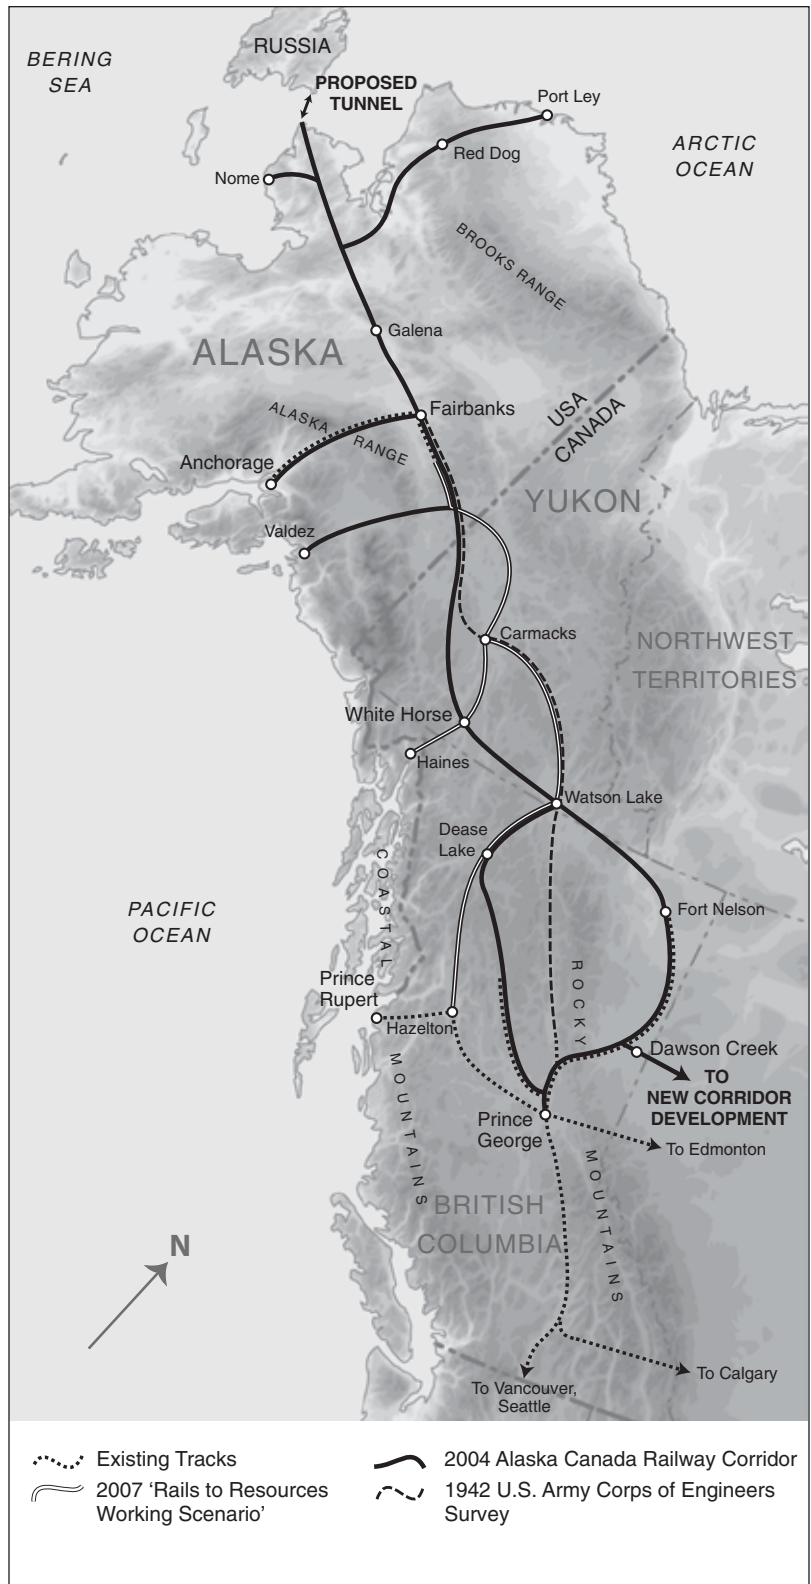 BERING
SEA
RUSSIA
PROPOSED
TUNNEL
Port Ley
ARCTIC
OCEAN
Red Dog
Nome
BROOKS RANGE
Galena
ALASKA
USA
CANADA
Fairbanks
ALASKA
RANGE
Anchorage
YUKON
Valdez
Carmacks
NORTHWEST
TERRITORIES
White Horse
Haines
Watson Lake
Dease
Lake
COASTAL
PACIFIC
OCEAN
Fort Nelson
ROCKY
Prince
Rupert
Hazelton
MOUNTAINS
Dawson Creek
TO
NEW CORRIDOR
DEVELOPMENT
Prince
George
To Edmonton
MOUNTAINS
BRITISH
COLUMBIA
N
To Calgary
To Vancouver,
Seattle
Existing Tracks
2004 Alaska Canada Railway Corridor
2007 ‘Rails to Resources
Working Scenario’
1942 U.S. Army Corps of Engineers
Survey